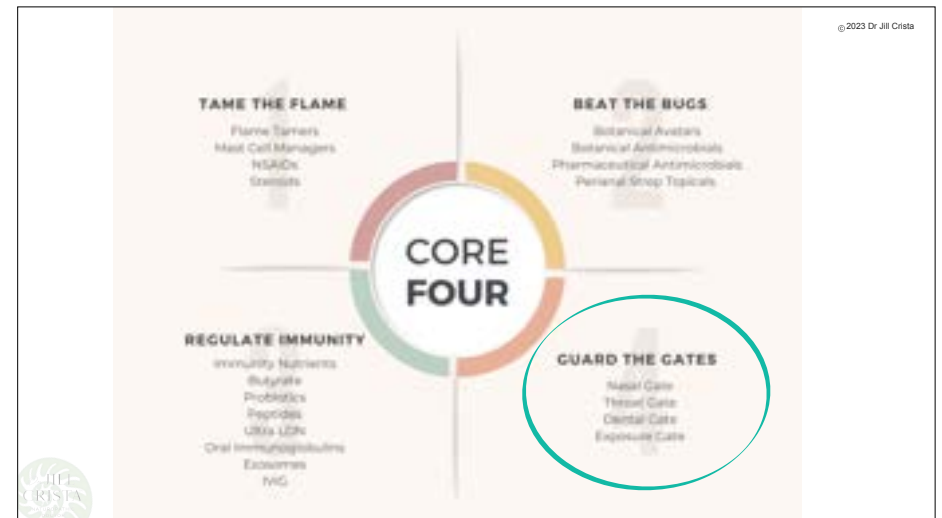 ©2023 Dr Jill Crista
TAME THE FLAME
Flame Tamers
Mast Cell Managers
NSAIDs
Steroids
BEAT THE BUGS
Botanical Avatars
Botanical Antimicrobials
Pharmaceutical Antimicrobials
Perianal Strep Topicals
CORE
FOUR
REGULATE IMMUNITY
Immunity Nutrients
Butyrate
Probiotics
Peptides
Ultra LDN
Oral Immunoglobulins
Exosomes
IVIG
GUARD THE GATES
Nasal Gate
Throat Gate
Dental Gate
Exposure Gate
JILL
CRISTA